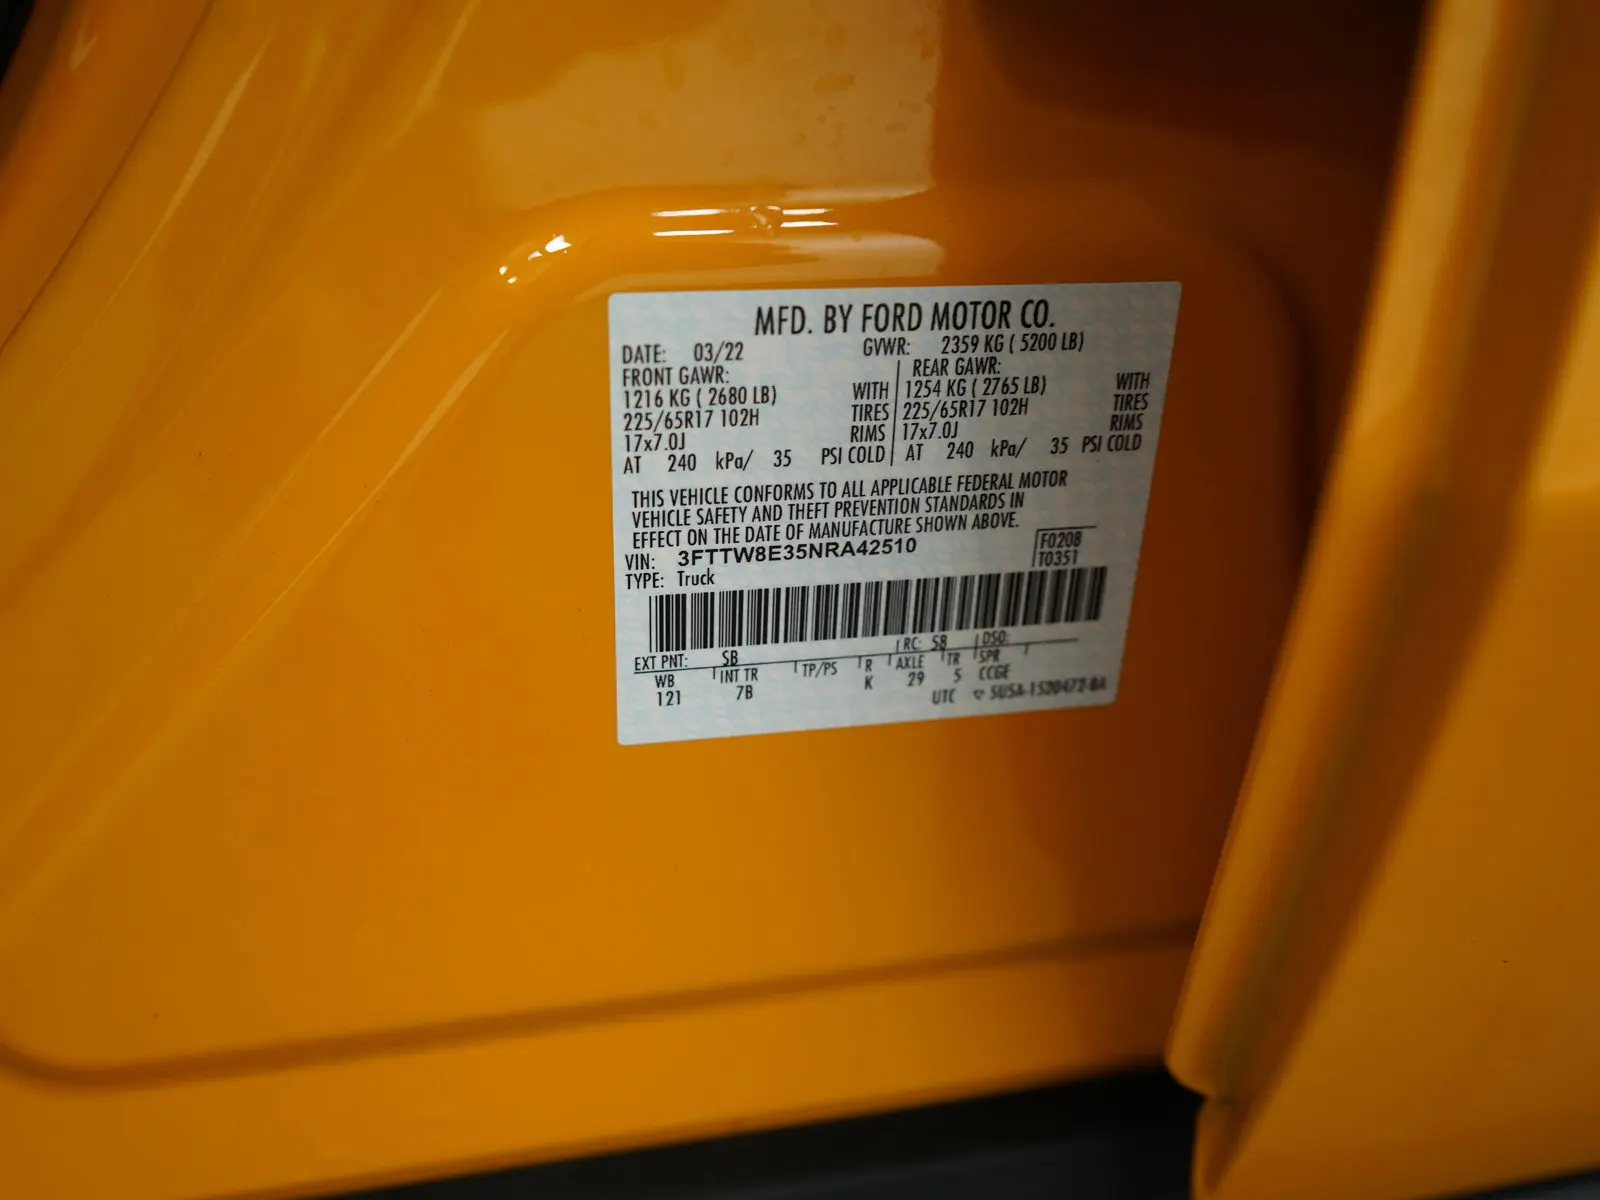 MFD. BY FORD MOTOR CO.
DATE: 03/22 GVWR: 2359 KG ( 5200 LB)
FRONT GAWR: REAR GAWR:
1216 KG ( 2680 LB) WITH 1254 KG ( 2765 LB) WITH
225/65R17 102H TIRES 225/65R17 102H TIRES
17x7.0J RIMS 17x7.0J RIMS
AT 240 kPa/ 35 PSI COLD AT 240 kPa/ 35 PSI COLD
THIS VEHICLE CONFORMS TO ALL APPLICABLE FEDERAL MOTOR
VEHICLE SAFETY AND THEFT PREVENTION STANDARDS IN
EFFECT ON THE DATE OF MANUFACTURE SHOWN ABOVE.
VIN: 3FTTW8E35NRA42510 F0208
TYPE: Truck T0351
EXT PNT: SB RC: 58 DSO:
WB INT TR TP/PS R AXLE TR SPR
121 7B K 29 5 CCGE
UTC 5U5A-1520472-BA